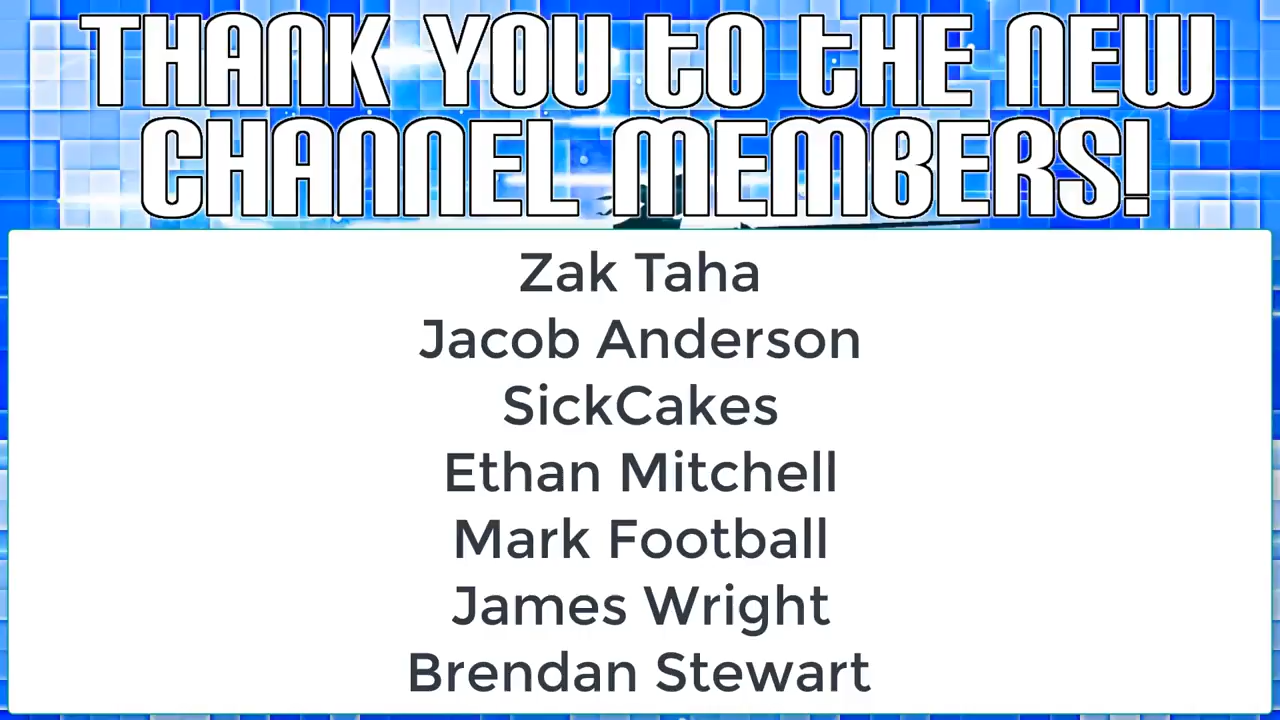 THANK YOU TO THE NEW
CHANNEL MEMBERS!
Zak Taha
Jacob Anderson
SickCakes
Ethan Mitchell
Mark Football
James Wright
Brendan Stewart